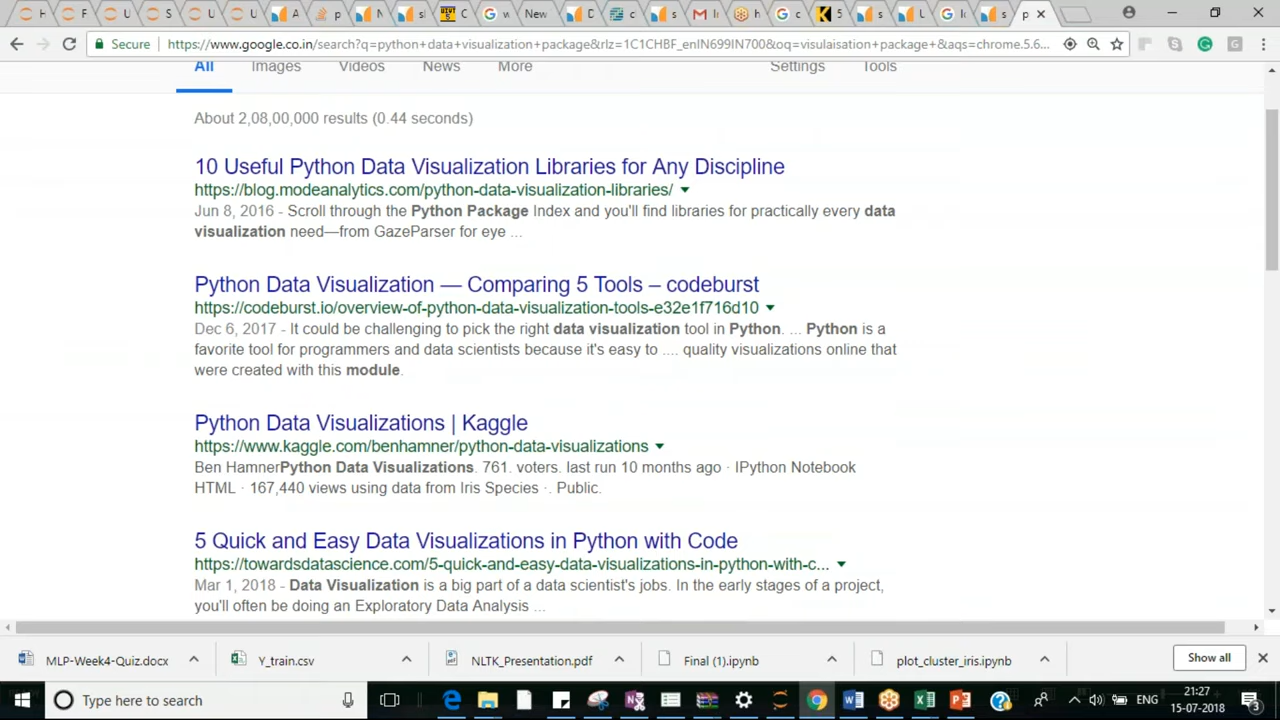 New
Secure
https://www.google.co.in/search?q=python+data+visualization+package&rlz=1C1CHBF_enIN699IN700&oq=visulaisation+package+&aqs=chrome.5.6...
All Images Videos News More Settings Tools
About 2,08,00,000 results (0.44 seconds)
10 Useful Python Data Visualization Libraries for Any Discipline
https://blog.modeanalytics.com/python-data-visualization-libraries/
Jun 8, 2016 - Scroll through the Python Package Index and you'll find libraries for practically every data
visualization need—from GazeParser for eye ...
Python Data Visualization — Comparing 5 Tools – codeburst
https://codeburst.io/overview-of-python-data-visualization-tools-e32e1f716d10
Dec 6, 2017 - It could be challenging to pick the right data visualization tool in Python. ... Python is a
favorite tool for programmers and data scientists because it's easy to .... quality visualizations online that
were created with this module.
Python Data Visualizations | Kaggle
https://www.kaggle.com/benhamner/python-data-visualizations
Ben HamnerPython Data Visualizations. 761. voters. last run 10 months ago · IPython Notebook
HTML · 167,440 views using data from Iris Species ·. Public.
5 Quick and Easy Data Visualizations in Python with Code
https://towardsdatascience.com/5-quick-and-easy-data-visualizations-in-python-with-c...
Mar 1, 2018 - Data Visualization is a big part of a data scientist's jobs. In the early stages of a project,
you'll often be doing an Exploratory Data Analysis ...
MLP-Week4-Quiz.docx Y_train.csv NLTK_Presentation.pdf Final (1).ipynb plot_cluster_iris.ipynb Show all
Type here to search
ENG
21:27
15-07-2018
3